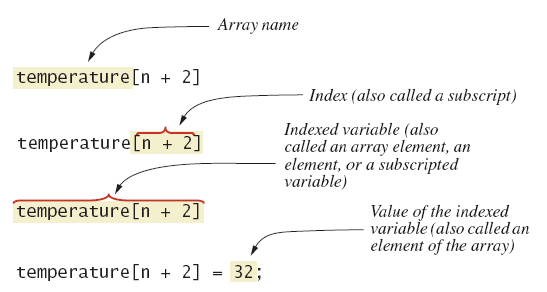 Array name
temperature[n + 2]
Index (also called a subscript)
temperature[n + 2]
Indexed variable (also
called an array element, an
element, or a subscripted
variable)
temperature[n + 2]
Value of the indexed
variable (also called an
element of the array)
temperature[n + 2] = 32;